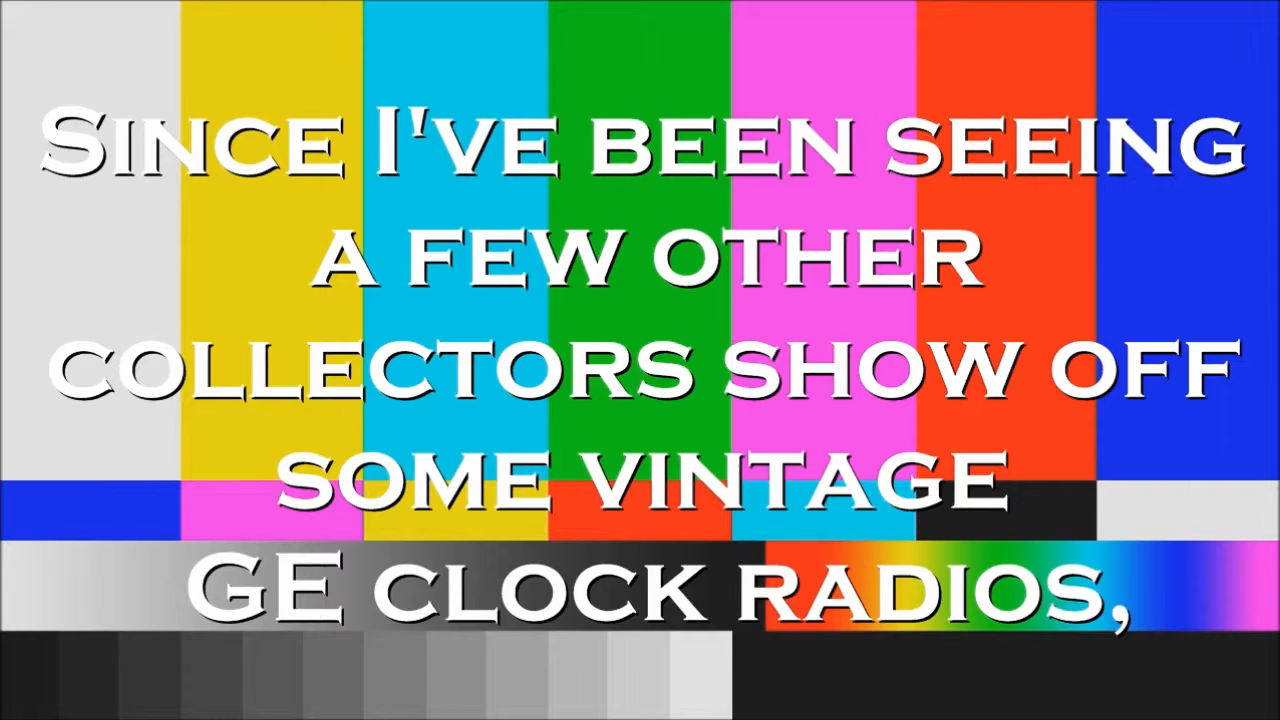 Since I've been seeing
a few other
collectors show off
some vintage
GE clock radios,